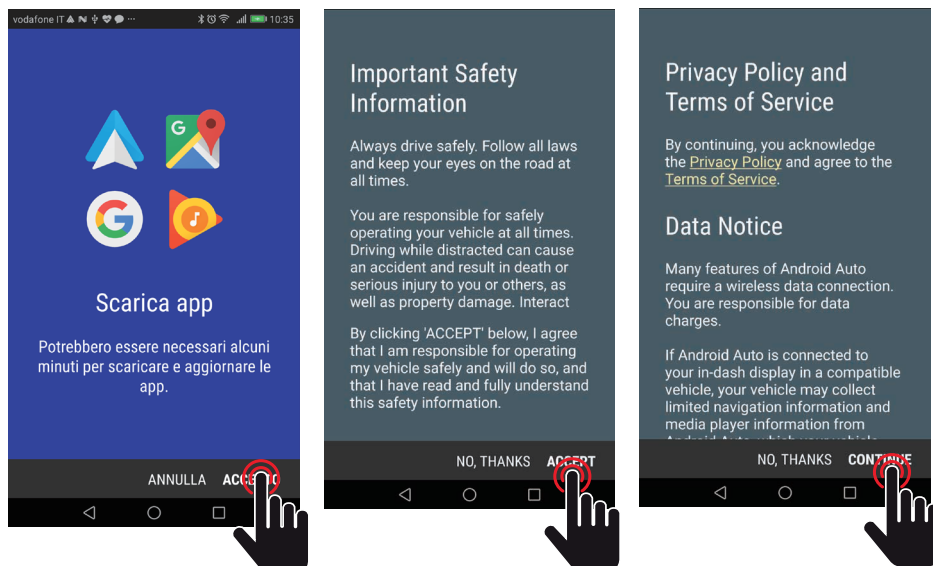 vodafone IT
10:35
G
G
Scarica app
Potrebbero essere necessari alcuni
minuti per scaricare e aggiornare le
app.
ANNULLA
Important Safety
Information
Always drive safely. Follow all laws
and keep your eyes on the road at
all times.
You are responsible for safely
operating your vehicle at all times.
Driving while distracted can cause
an accident and result in death or
serious injury to you or others, as
well as property damage. Interact
By clicking 'ACCEPT' below, I agree
that I am responsible for operating
my vehicle safely and will do so, and
that I have read and fully understand
this safety information.
NO, THANKS ACCEPT
Privacy Policy and
Terms of Service
By continuing, you acknowledge
the Privacy Policy and agree to the
Terms of Service.
Data Notice
Many features of Android Auto
require a wireless data connection.
You are responsible for data
charges.
If Android Auto is connected to
your in-dash display in a compatible
vehicle, your vehicle may collect
limited navigation information and
media player information from
NO, THANKS CONTINUE